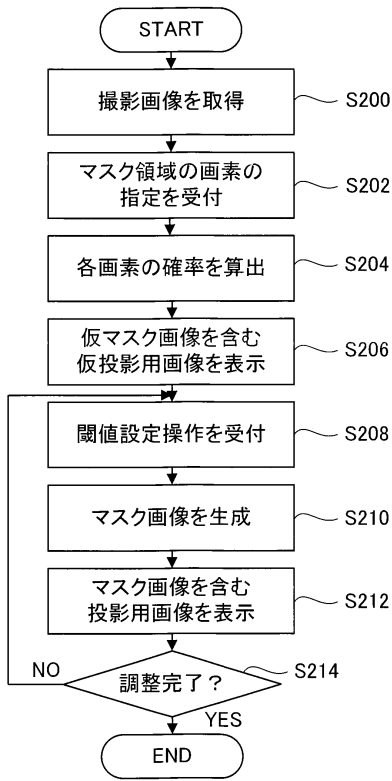 START
撮影画像を取得
S200
マスク領域の画素の
指定を受付
S202
各画素の確率を算出
S204
仮マスク画像を含む
仮投影用画像を表示
S206
閾値設定操作を受付
S208
マスク画像を生成
S210
マスク画像を含む
投影用画像を表示
S212
調整完了？
S214
NO
YES
END